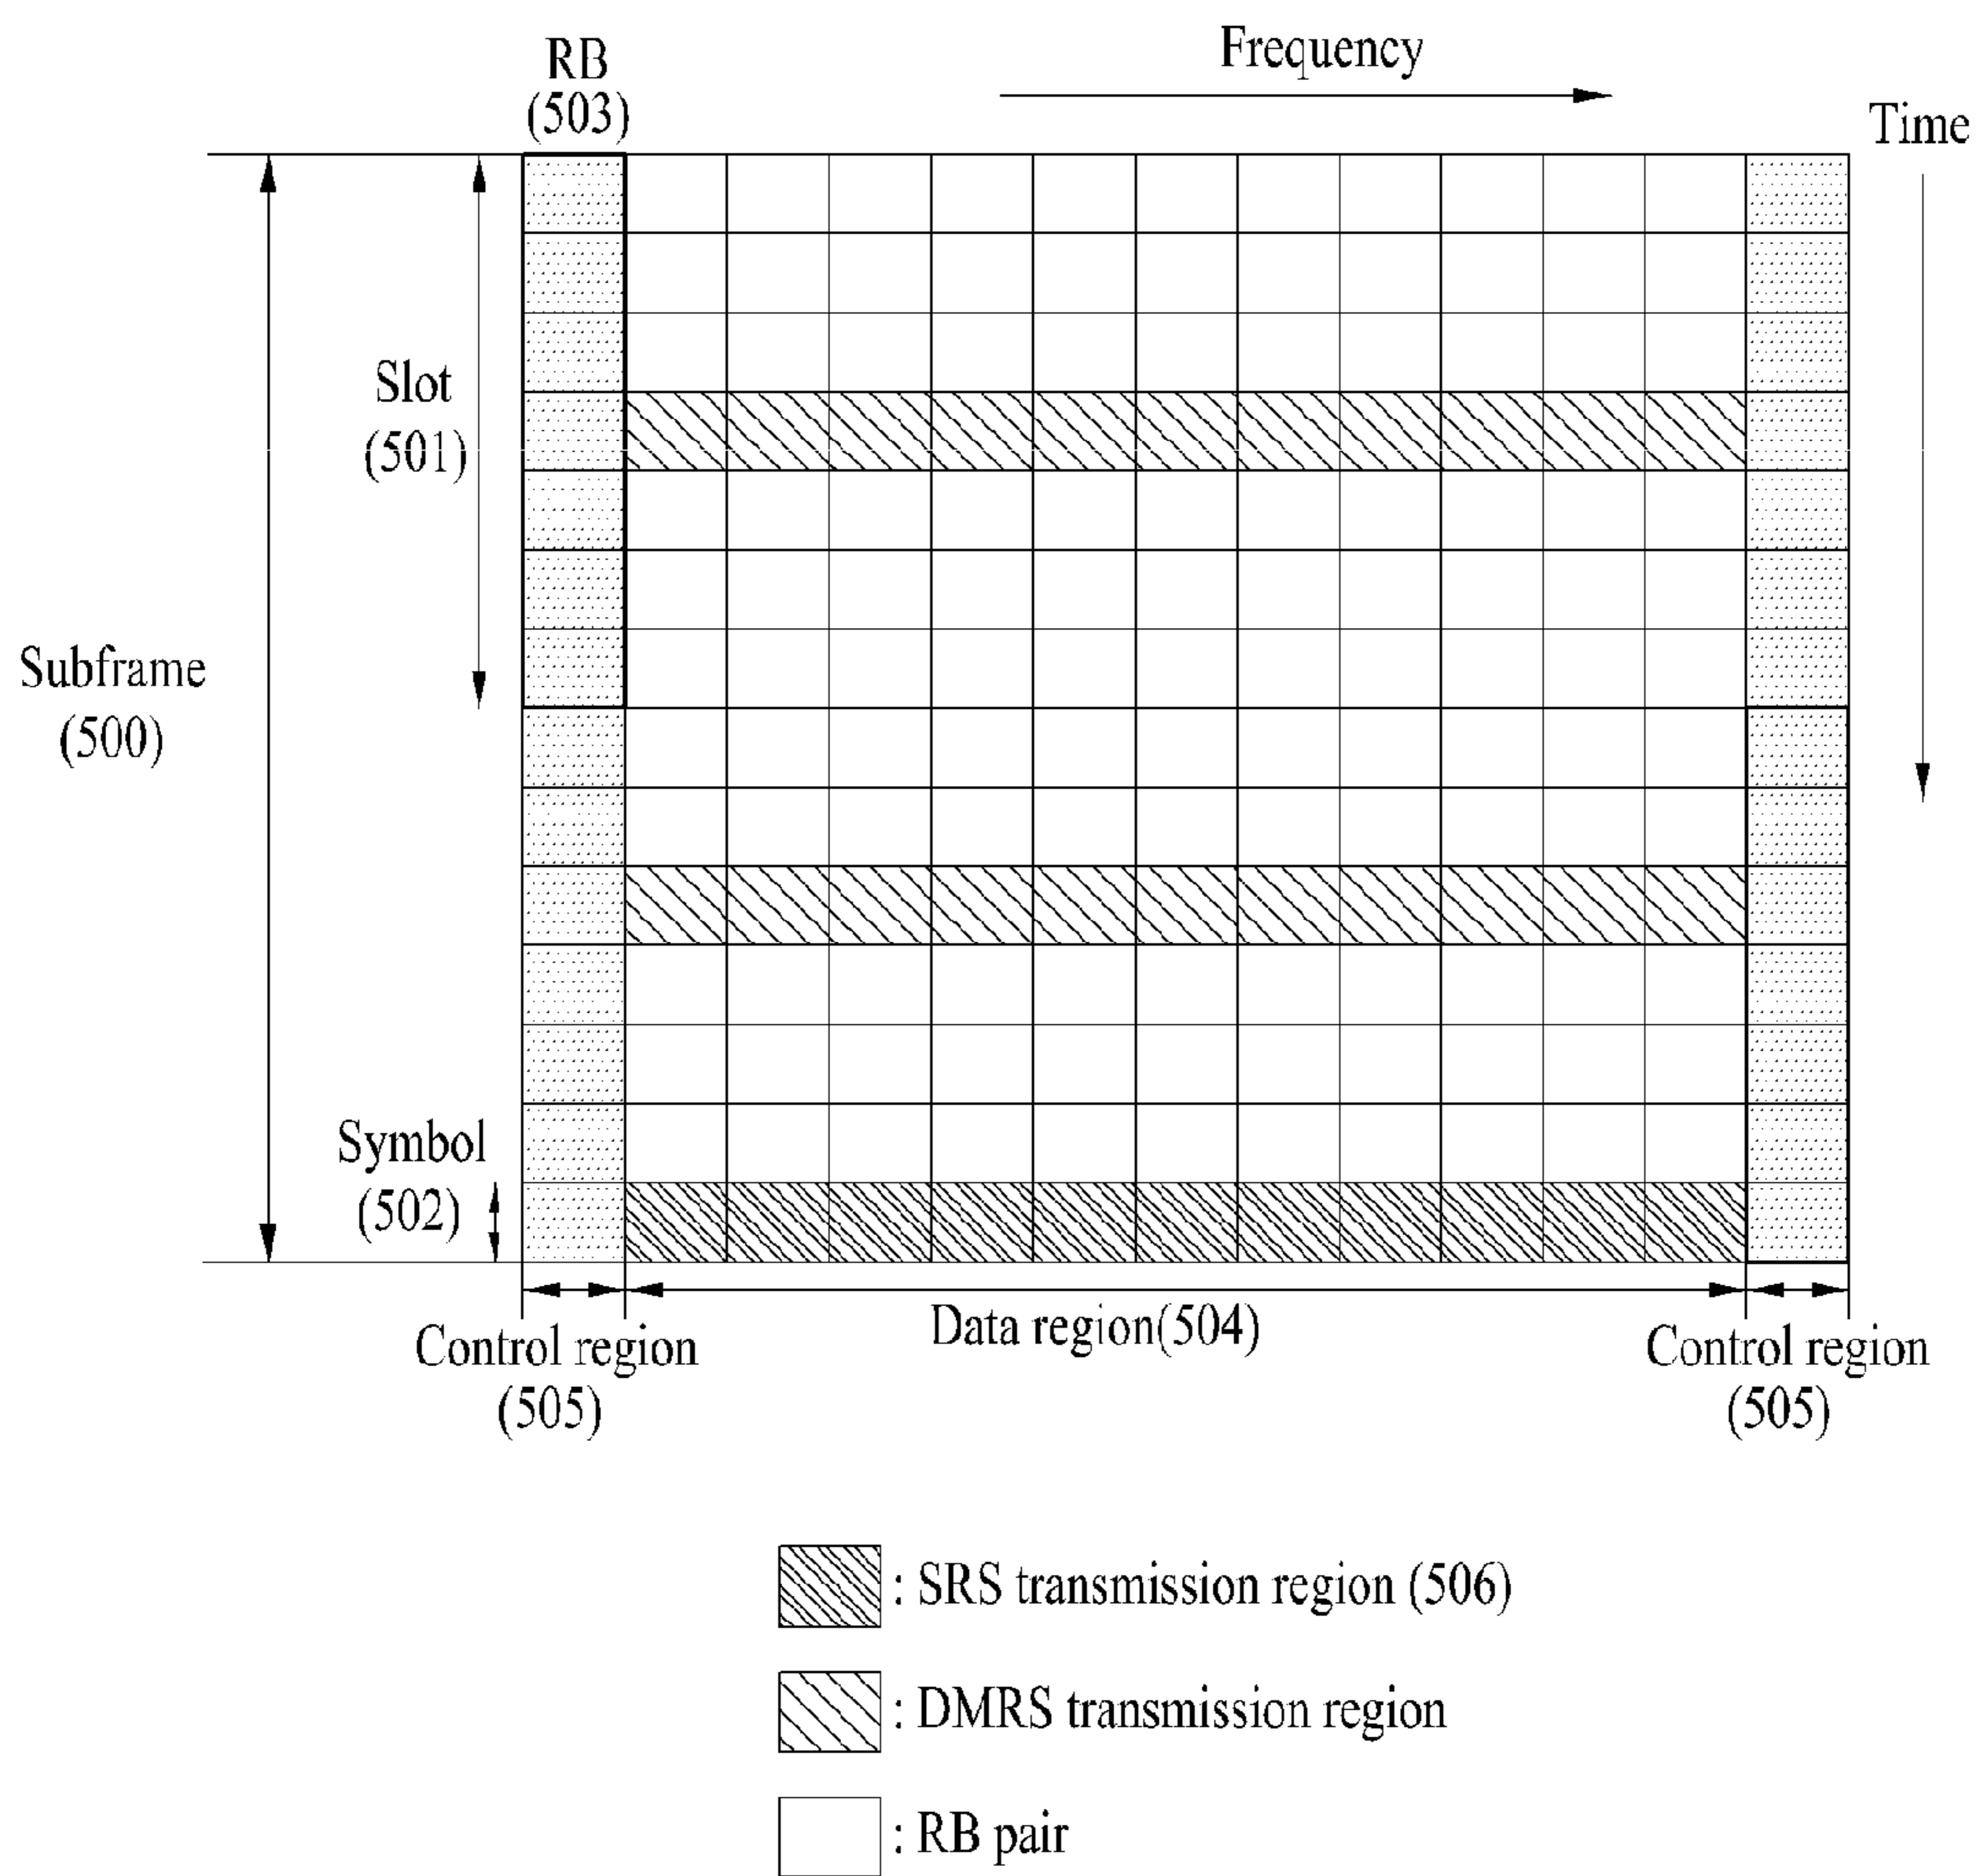 RB
(503)
Frequency
Time
Slot
(501)
Subframe
(500)
Symbol
(502)
Control region
(505)
Data region(504)
Control region
(505)
: SRS transmission region (506)
: DMRS transmission region
: RB pair